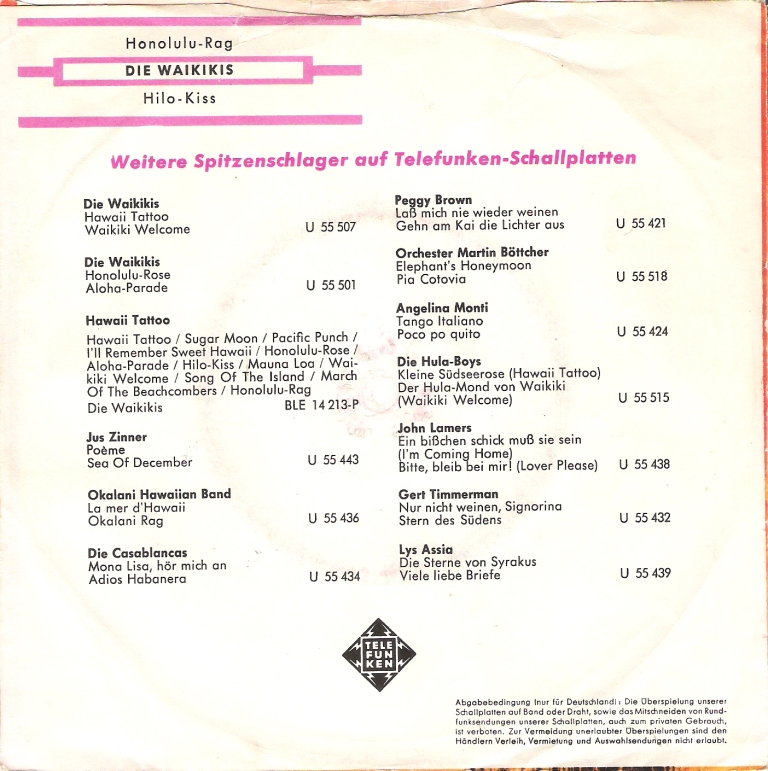 Honolulu-Rag
DIE WAIKIKIS
Hilo-Kiss
Weitere Spitzenschlager auf Telefunken-Schallplatten
Die Waikikis
Hawaii Tattoo
Waikiki Welcome U 55 507
Die Waikikis
Honolulu-Rose
Aloha-Parade U 55 501
Hawaii Tattoo
Hawaii Tattoo / Sugar Moon / Pacific Punch /
I'll Remember Sweet Hawaii / Honolulu-Rose /
Aloha-Parade / Hilo-Kiss / Mauna Loa / Wai-
kiki Welcome / Song Of The Island / March
Of The Beachcombers / Honolulu-Rag
Die Waikikis BLE 14 213-P
Jus Zinner
Poème
Sea Of December U 55 443
Okalani Hawaiian Band
La mer d'Hawaii
Okalani Rag U 55 436
Die Casablancas
Mona Lisa, hör mich an
Adios Habanera U 55 434
Peggy Brown
Laß mich nie wieder weinen
Gehn am Kai die Lichter aus U 55 421
Orchester Martin Böttcher
Elephant's Honeymoon
Pia Cotovia U 55 518
Angelina Monti
Tango Italiano
Poco po quito U 55 424
Die Hula-Boys
Kleine Südseerose (Hawaii Tattoo)
Der Hula-Mond von Waikiki
(Waikiki Welcome) U 55 515
John Lamers
Ein bißchen schick muß sie sein
(I'm Coming Home)
Bitte, bleib bei mir! (Lover Please) U 55 438
Gert Timmerman
Nur nicht weinen, Signorina
Stern des Südens U 55 432
Lys Assia
Die Sterne von Syrakus
Viele liebe Briefe U 55 439
TELE
FUN
KEN
Abgabebedingung (nur für Deutschland): Die Überspielung unserer
Schallplatten auf Band oder Draht, sowie das Mitschneiden von Rund-
funksendungen unserer Schallplatten, auch zum privaten Gebrauch,
ist verboten. Zur Vermeidung unerlaubter Überspielungen sind den
Händlern Verleih, Vermietung und Auswahlsendungen nicht erlaubt.